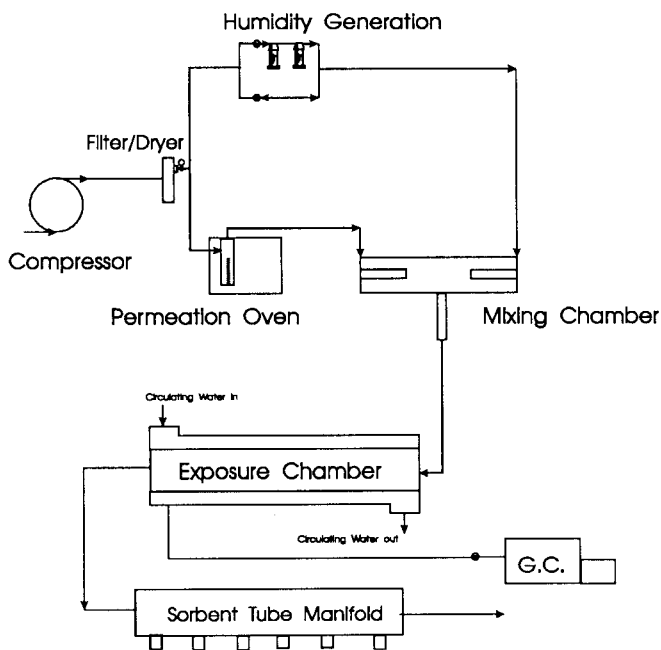 Humidity Generation
Filter/Dryer
Compressor
Permeation Oven
Mixing Chamber
Circulating Water in
Exposure Chamber
Circulating Water out
G.C.
Sorbent Tube Manifold